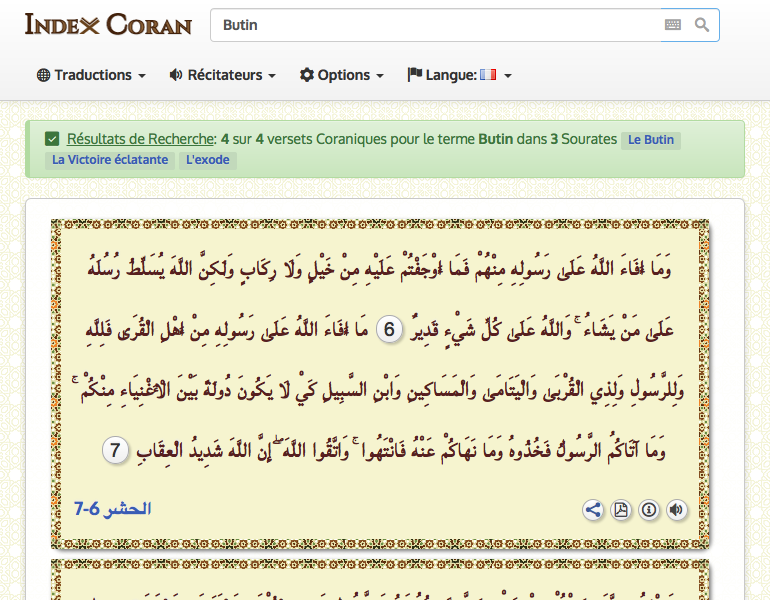 INDEX CORAN
Butin
Traductions
Récitateurs
Options
Langue:
Résultats de Recherche: 4 sur 4 versets Coraniques pour le terme Butin dans 3 Sourates Le Butin
La Victoire éclatante L'exode
وَمَا أَفَاءَ اللَّهُ عَلَىٰ رَسُولِهِ مِنْهُمْ فَمَا أَوْجَفْتُمْ عَلَيْهِ مِنْ خَيْلٍ وَلَا رِكَابٍ وَلَٰكِنَّ اللَّهَ يُسَلِّطُ رُسُلَهُ
عَلَىٰ مَنْ يَشَاءُ ۚ وَاللَّهُ عَلَىٰ كُلِّ شَيْءٍ قَدِيرٌ 6 مَا أَفَاءَ اللَّهُ عَلَىٰ رَسُولِهِ مِنْ أَهْلِ الْقُرَىٰ فَلِلَّهِ
وَلِلرَّسُولِ وَلِذِي الْقُرْبَىٰ وَالْيَتَامَىٰ وَالْمَسَاكِينِ وَابْنِ السَّبِيلِ كَيْ لَا يَكُونَ دُولَةً بَيْنَ الْأَغْنِيَاءِ مِنْكُمْ ۚ
وَمَا آتَاكُمُ الرَّسُولُ فَخُذُوهُ وَمَا نَهَاكُمْ عَنْهُ فَانْتَهُوا ۚ وَاتَّقُوا اللَّهَ ۖ إِنَّ اللَّهَ شَدِيدُ الْعِقَابِ 7
الحشر 6-7